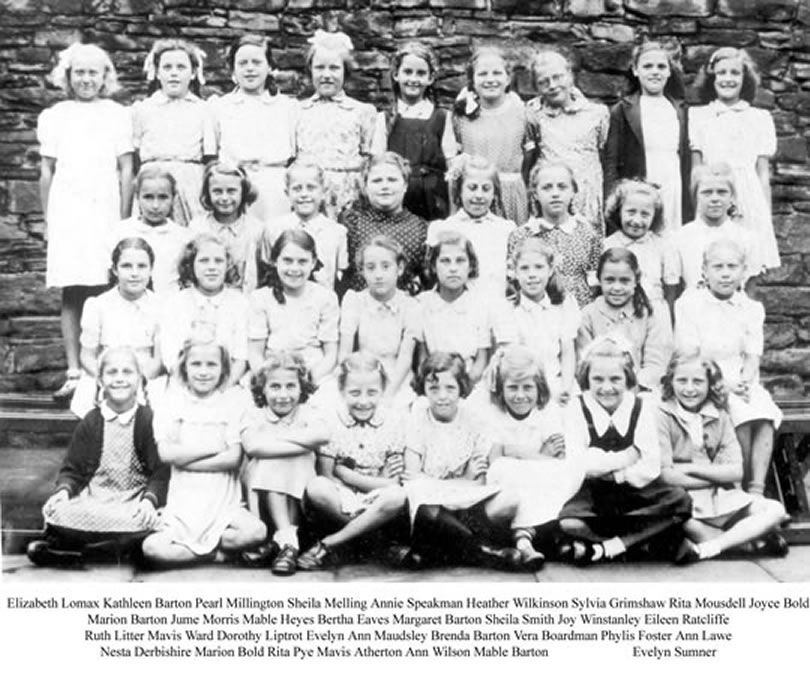 Elizabeth Lomax Kathleen Barton Pearl Millington Sheila Melling Annie Speakman Heather Wilkinson Sylvia Grimshaw Rita Mousdell Joyce Bold
Marion Barton Jume Morris Mable Heyes Bertha Eaves Margaret Barton Sheila Smith Joy Winstanley Eileen Ratcliffe
Ruth Litter Mavis Ward Dorothy Liptrot Evelyn Ann Maudsley Brenda Barton Vera Boardman Phylis Foster Ann Lawe
Nesta Derbishire Marion Bold Rita Pye Mavis Atherton Ann Wilson Mable Barton Evelyn Sumner